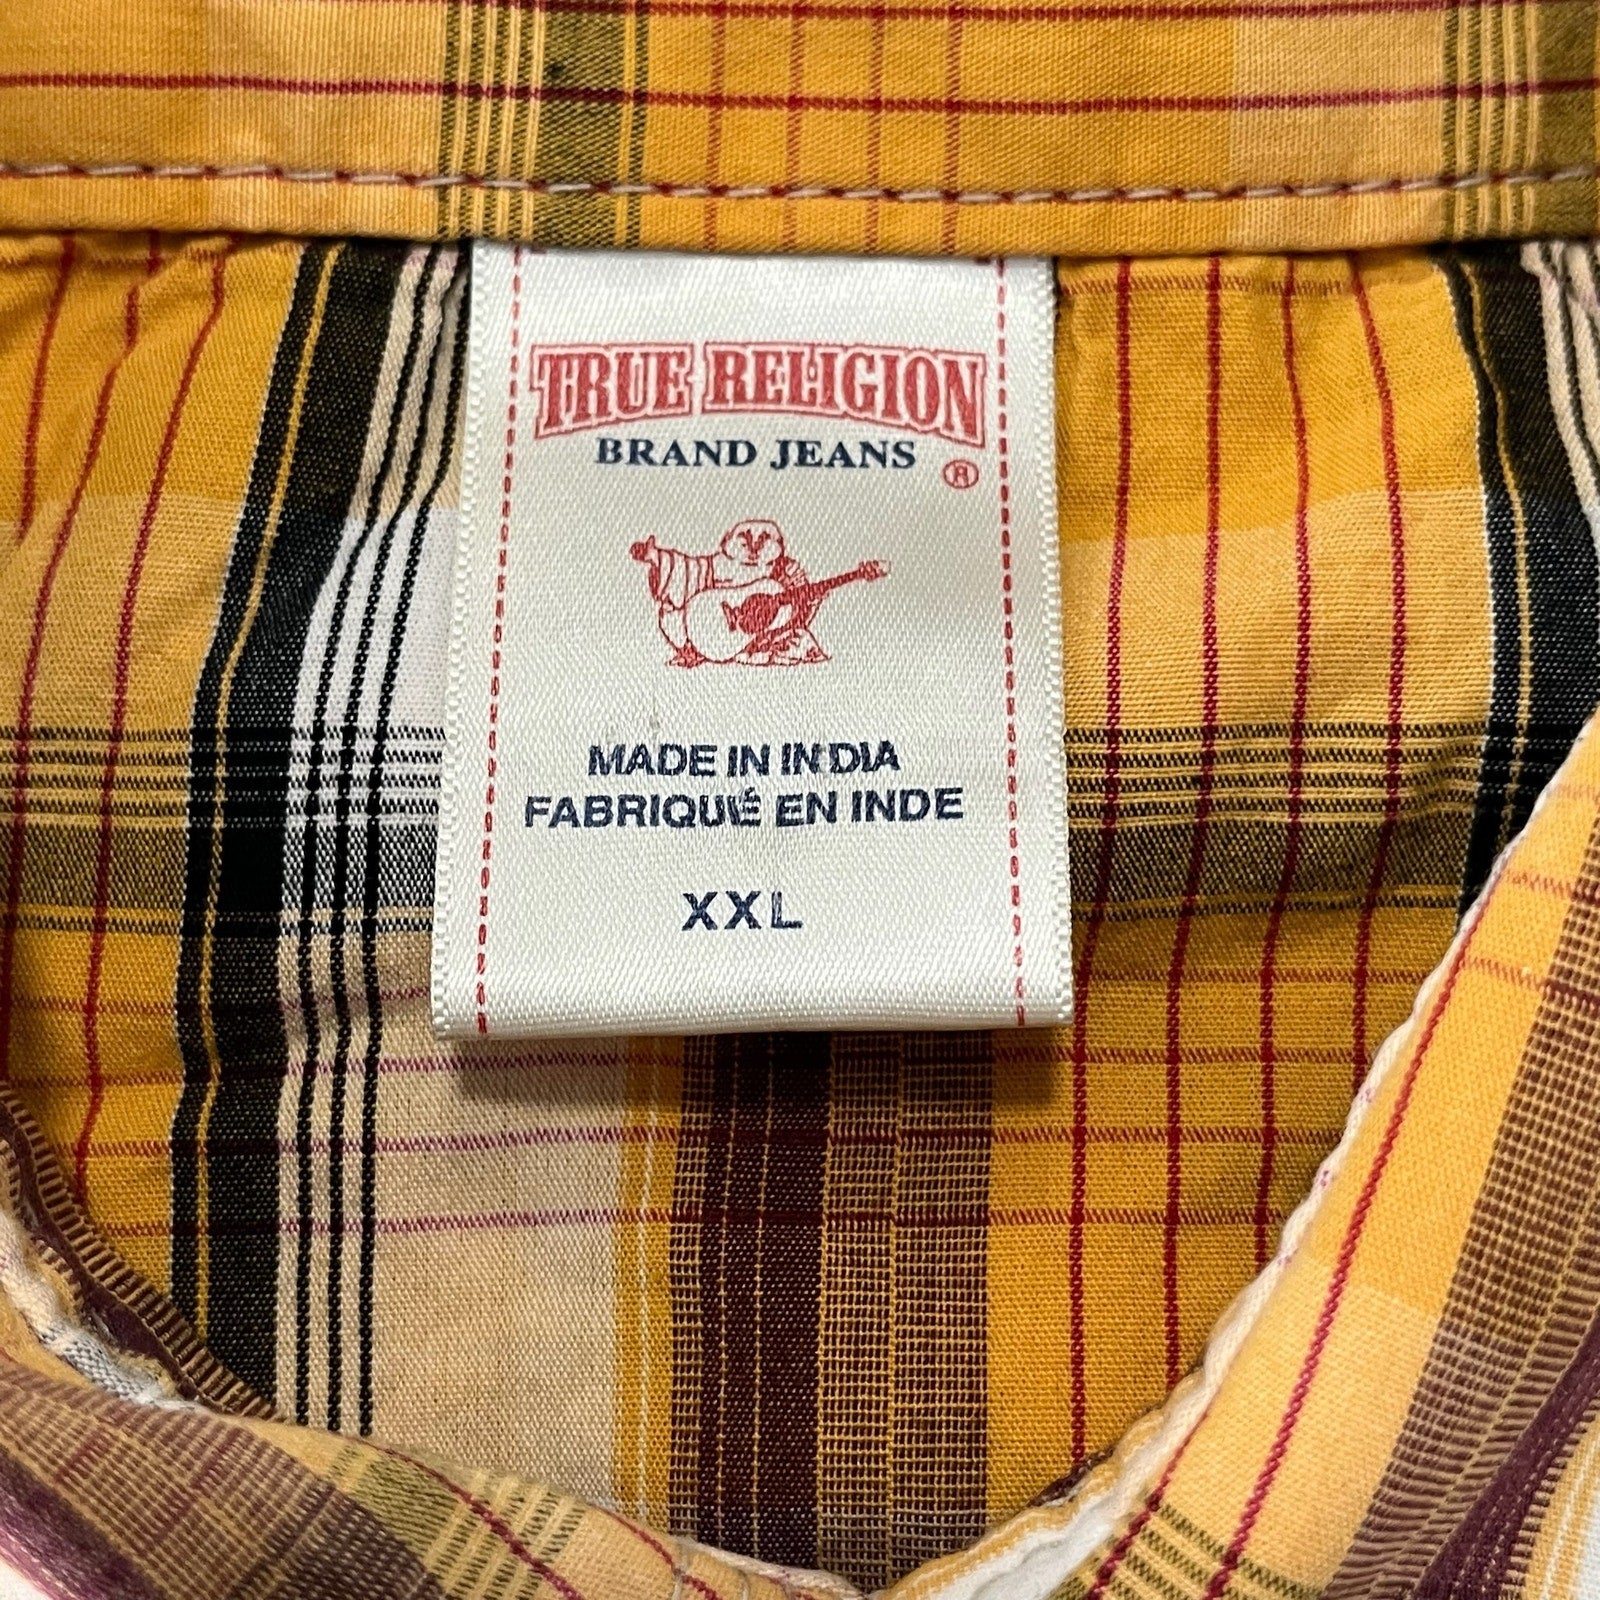 TRUE RELIGION
BRAND JEANS ®
MADE IN INDIA
FABRIQUÉ EN INDE
XXL